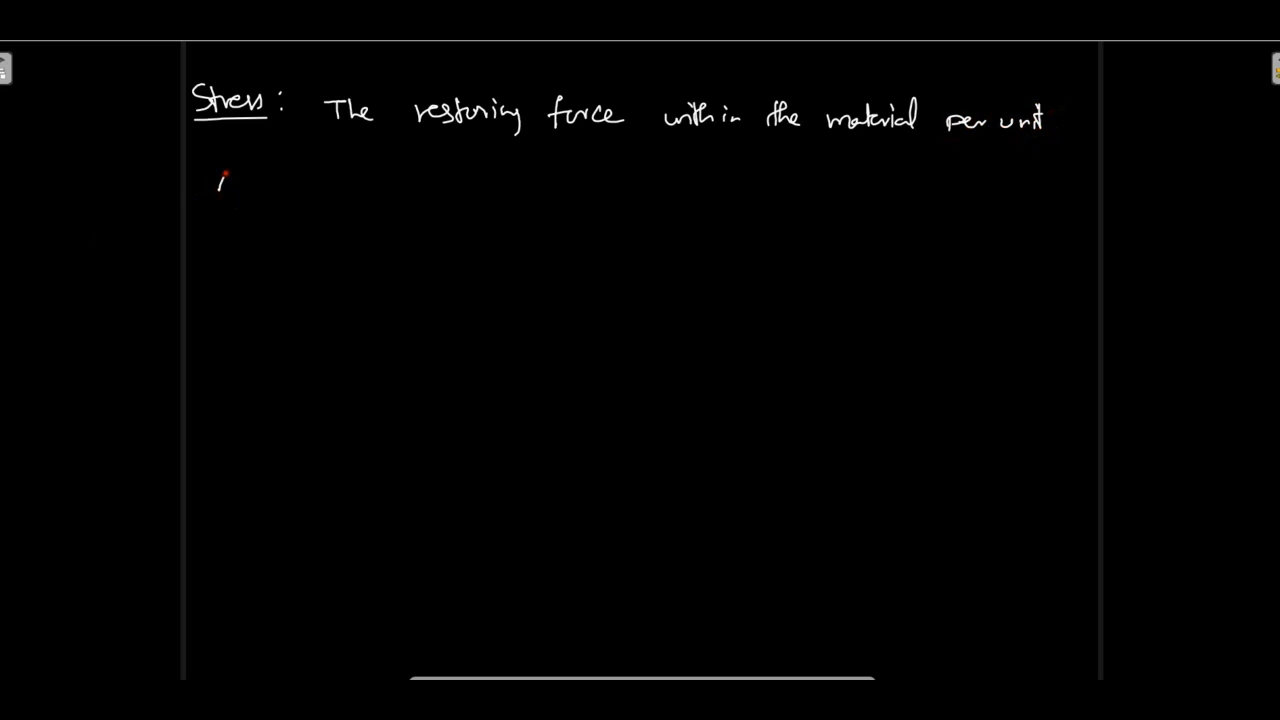 Stress : The restoring force within the material per unit